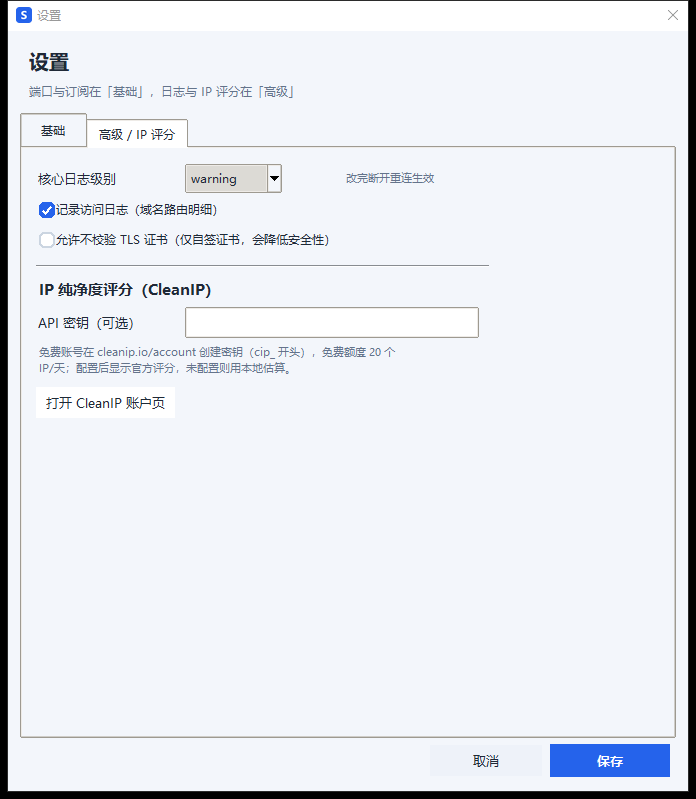 S 设置
设置
端口与订阅在「基础」，日志与 IP 评分在「高级」
基础
高级 / IP 评分
核心日志级别
warning
改完断开重连生效
记录访问日志（域名路由明细）
允许不校验 TLS 证书（仅自签证书，会降低安全性）
IP 纯净度评分（CleanIP）
API 密钥（可选）
免费账号在 cleanip.io/account 创建密钥（cip_ 开头），免费额度 20 个
IP/天；配置后显示官方评分，未配置则用本地估算。
打开 CleanIP 账户页
取消
保存